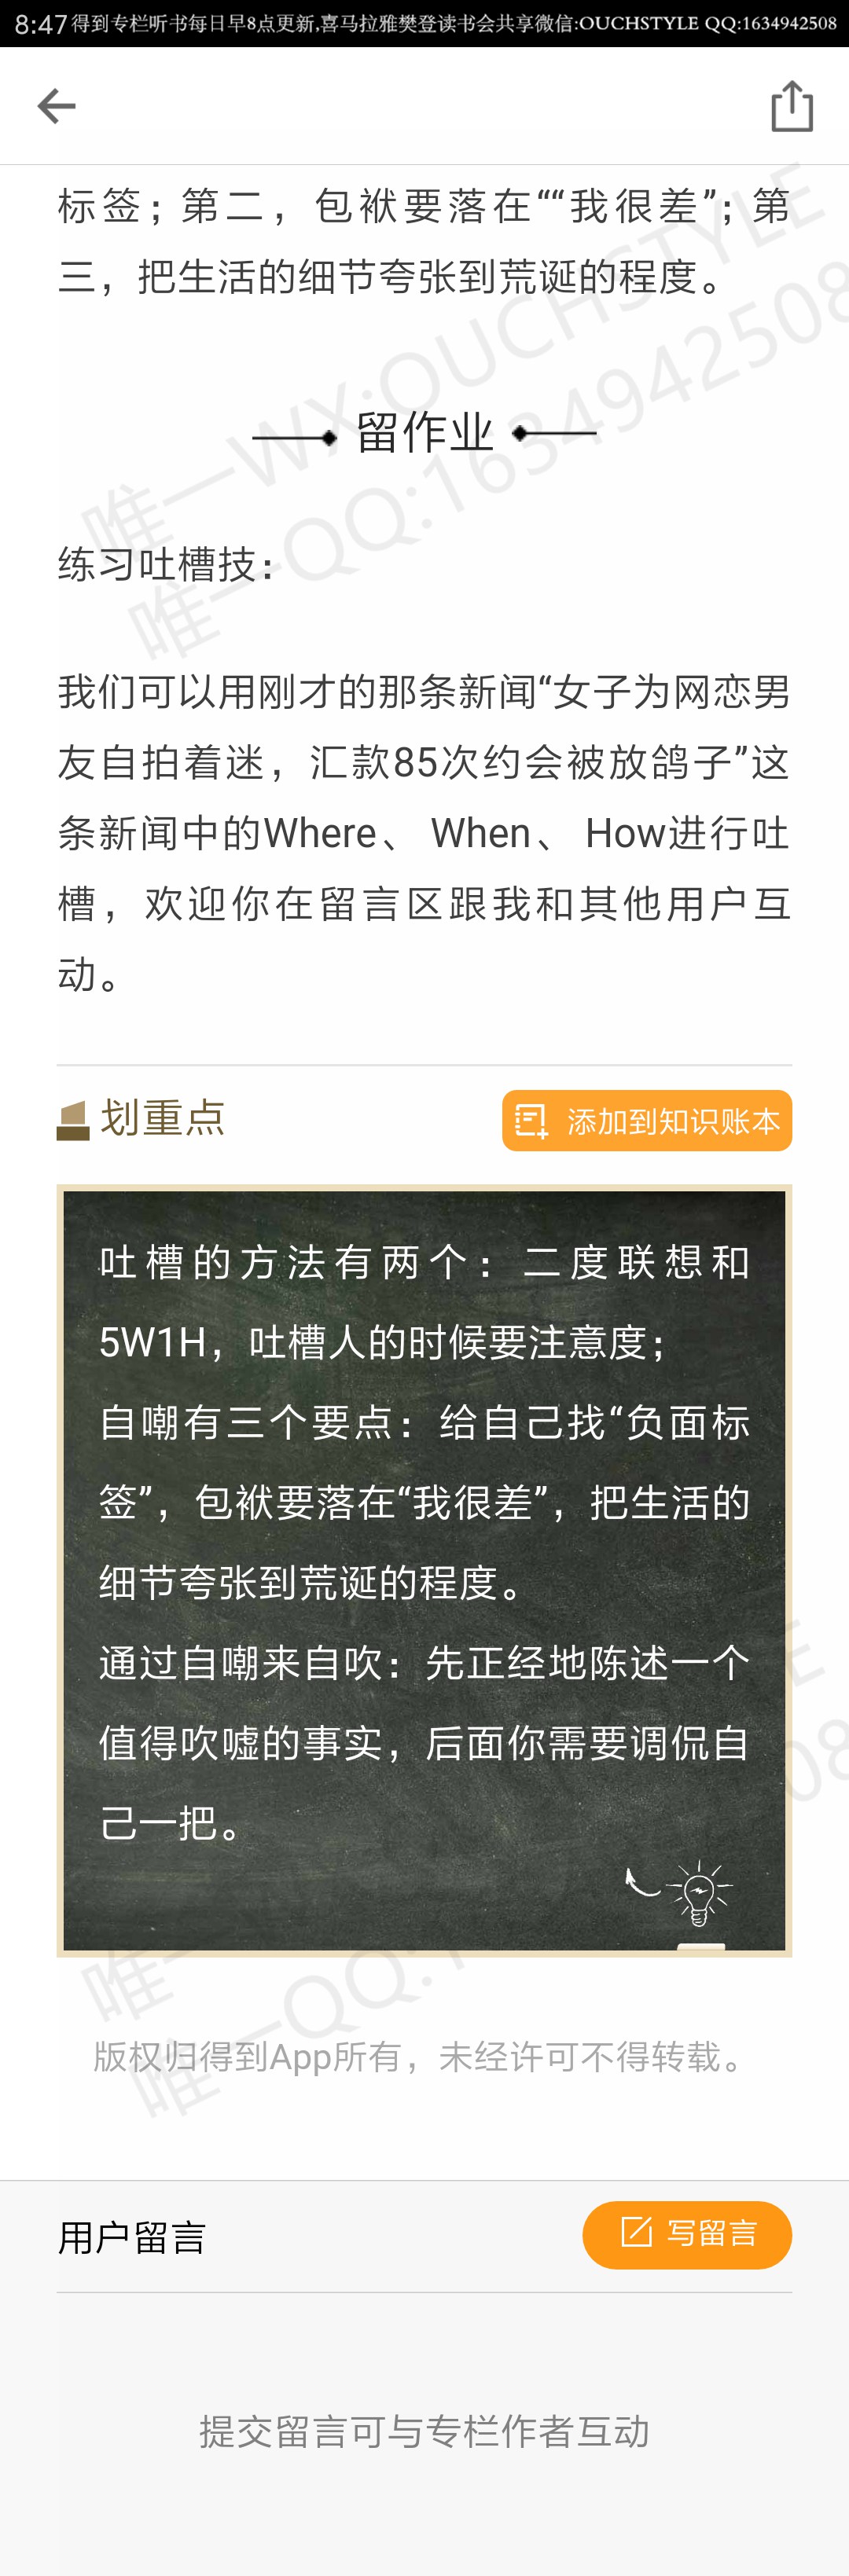 8:47 得到专栏听书每日早8点更新,喜马拉雅樊登读书会共享微信:OUCHSTYLE QQ:1634942508
标签；第二，包袱要落在““我很差”；第
三，把生活的细节夸张到荒诞的程度。
唯一WX:OUCHSTYLE
唯一QQ:1634942508
留作业
练习吐槽技：
我们可以用刚才的那条新闻“女子为网恋男
友自拍着迷，汇款85次约会被放鸽子”这
条新闻中的Where、 When、 How进行吐
槽，欢迎你在留言区跟我和其他用户互
动。
划重点
添加到知识账本
吐槽的方法有两个：二度联想和
5W1H，吐槽人的时候要注意度；
自嘲有三个要点：给自己找“负面标
签”，包袱要落在“我很差”，把生活的
细节夸张到荒诞的程度。
通过自嘲来自吹：先正经地陈述一个
值得吹嘘的事实，后面你需要调侃自
己一把。
版权归得到App所有，未经许可不得转载。
用户留言
写留言
提交留言可与专栏作者互动